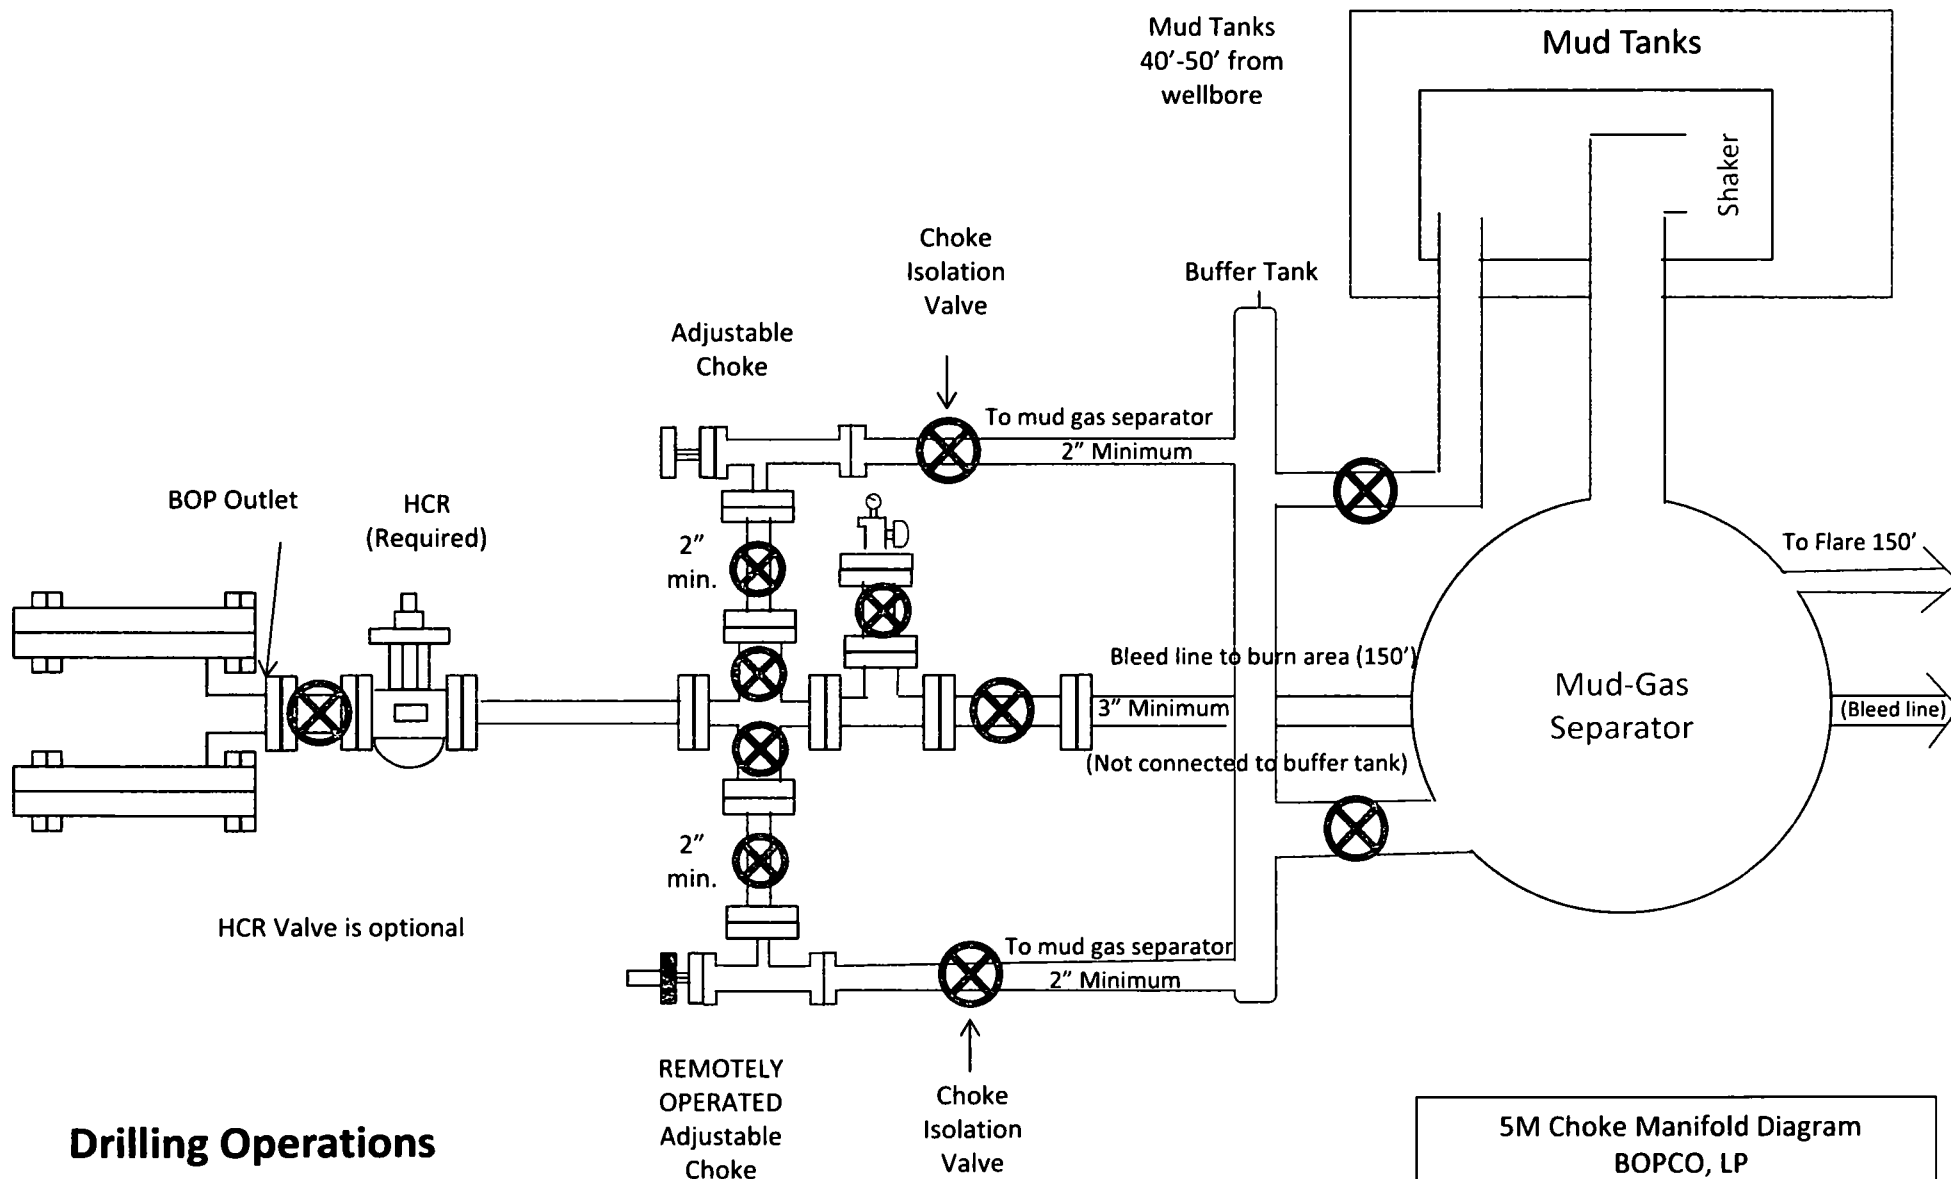 Mud Tanks
40'-50' from
wellbore
Mud Tanks
Shaker
Choke
Isolation
Valve
Buffer Tank
Adjustable
Choke
To mud gas separator
2" Minimum
BOP Outlet
HCR
(Required)
2"
min.
To Flare 150'
Bleed line to burn area (150')
3" Minimum
(Not connected to buffer tank)
Mud-Gas
Separator
(Bleed line)
2"
min.
HCR Valve is optional
To mud gas separator
2" Minimum
REMOTELY
OPERATED
Adjustable
Choke
Choke
Isolation
Valve
Drilling Operations
5M Choke Manifold Diagram
BOPCO, LP